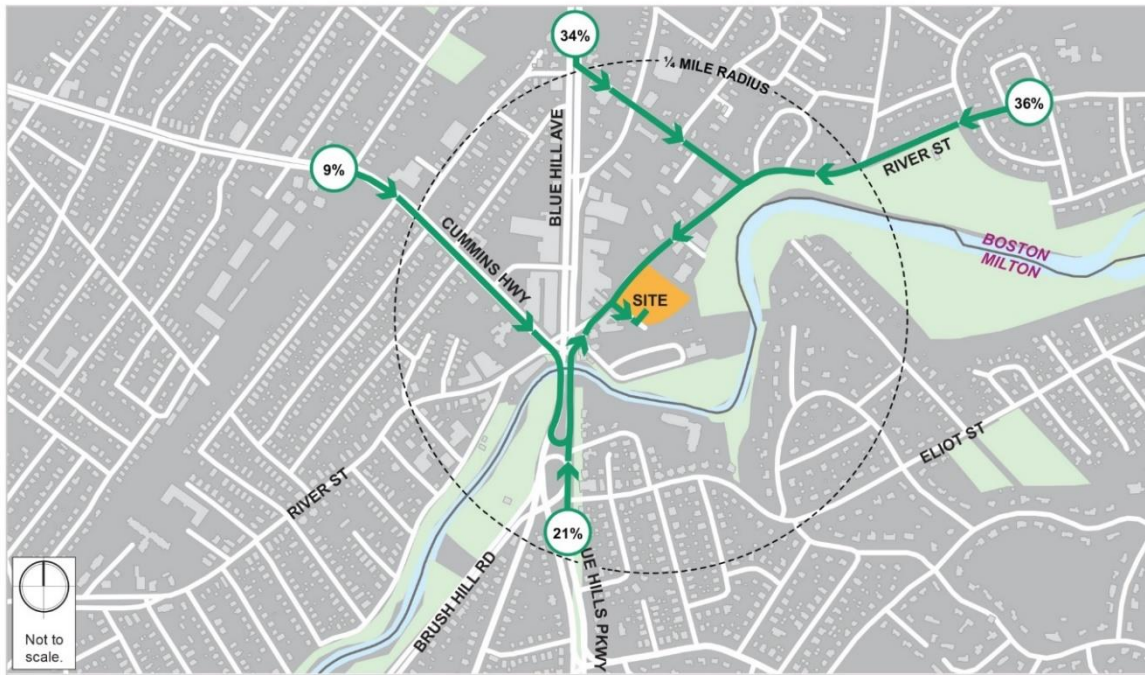 34%
¼ MILE RADIUS
36%
BLUE HILL AVE
RIVER ST
9%
CUMMINS HWY
BOSTON
MILTON
SITE
ELIOT ST
RIVER ST
21%
BRUSH HILL RD
UE HILLS PKWY
Not to
scale.